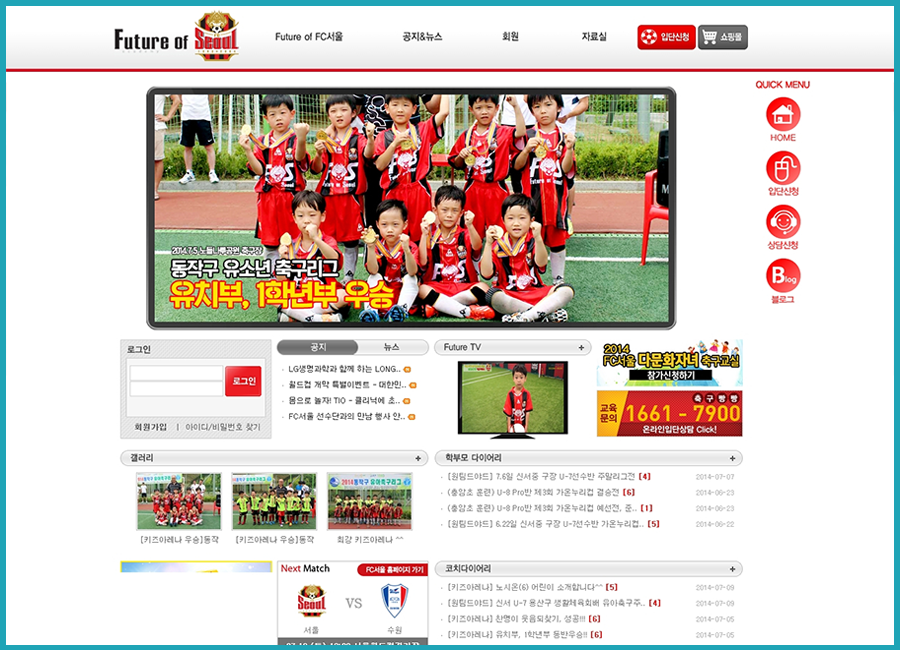 Future of Seoul
Future of FC서울
공지&뉴스
회원
자료실
입단신청
쇼핑몰
QUICK MENU
HOME
입단신청
상담신청
Blog
블로그
2014.7.5 노들나루공원 축구장
동작구 유소년 축구리그
유치부, 1학년부 우승
로그인
로그인
회원가입 | 아이디/비밀번호 찾기
공지
뉴스
LG생명과학과 함께 하는 LONG..
월드컵 개막 특별이벤트 - 대한민..
몸으로 놀자! TIO - 클리닉에 초..
FC서울 선수단과의 만남 행사 안..
Future TV +
2014
FC서울 다문화자녀 축구교실
참가신청하기
교육문의
축구빵빵
1661 - 7900
온라인입단상담 Click!
갤러리 +
[키즈아레나 우승]동작
[키즈아레나 우승]동작
최강 키즈아레나 ^^
학부모 다이어리 +
[원팀드야드] 7.6일 신서중 구장 U-7선수반 주말리그전 [4] 2014-07-07
(충암초 훈련) U-8 Pro반 제3회 가온누리컵 결승전 [6] 2014-06-23
(충암초 훈련) U-8 Pro반 제3회 가온누리컵 예선전, 준.. [1] 2014-06-23
[원팀드야드] 6.22일 신서중 구장 U-7선수반 가온누리컵.. [5] 2014-06-22
Next Match
FC서울 홈페이지 가기
Seoul
VS
서울
수원
코치다이어리 +
[키즈아레나] 노시온(6) 어린이 소개합니다^^ [5] 2014-07-09
[원팀드야드] 신서 U-7 용산구 생활체육회배 유아축구주.. [4] 2014-07-09
[키즈아레나] 찬명이 웃음되찾기, 성공!!! [6] 2014-07-05
[키즈아레나] 유치부, 1학년부 동반우승!! [6] 2014-07-05